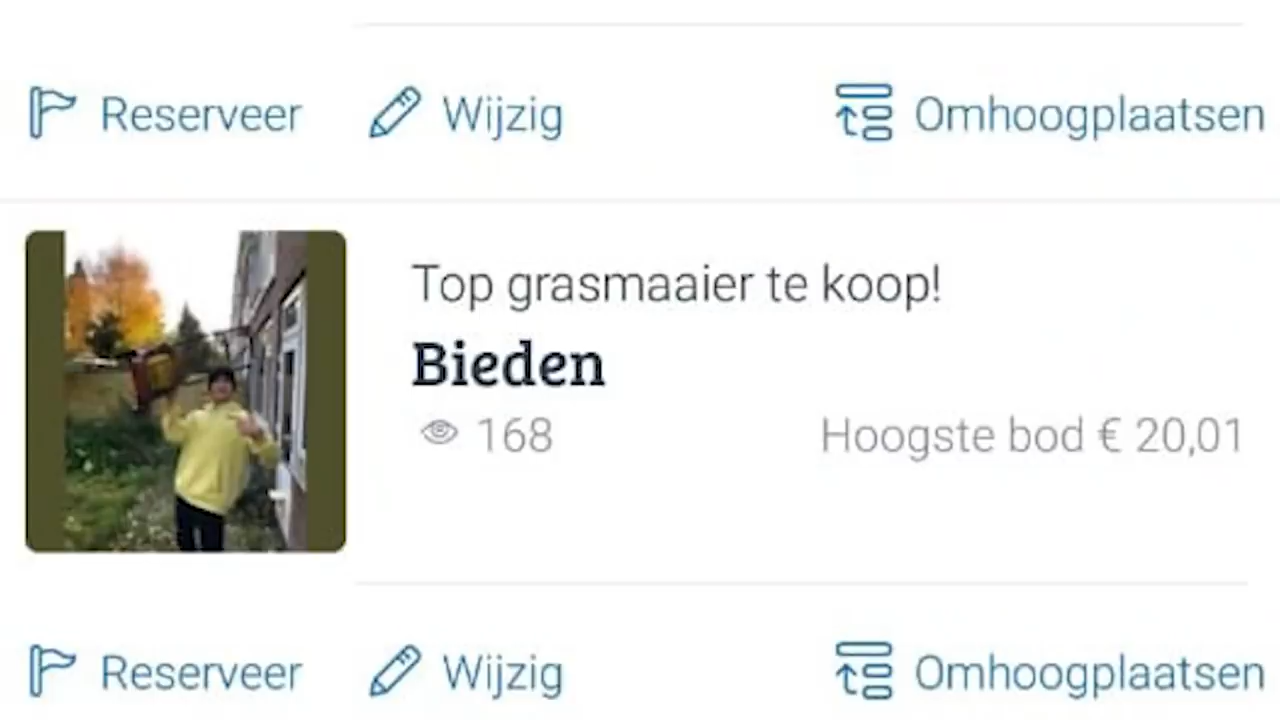 Reserveer Wijzig Omhoogplaatsen
Top grasmaaier te koop!
Bieden
168 Hoogste bod € 20,01
Reserveer Wijzig Omhoogplaatsen